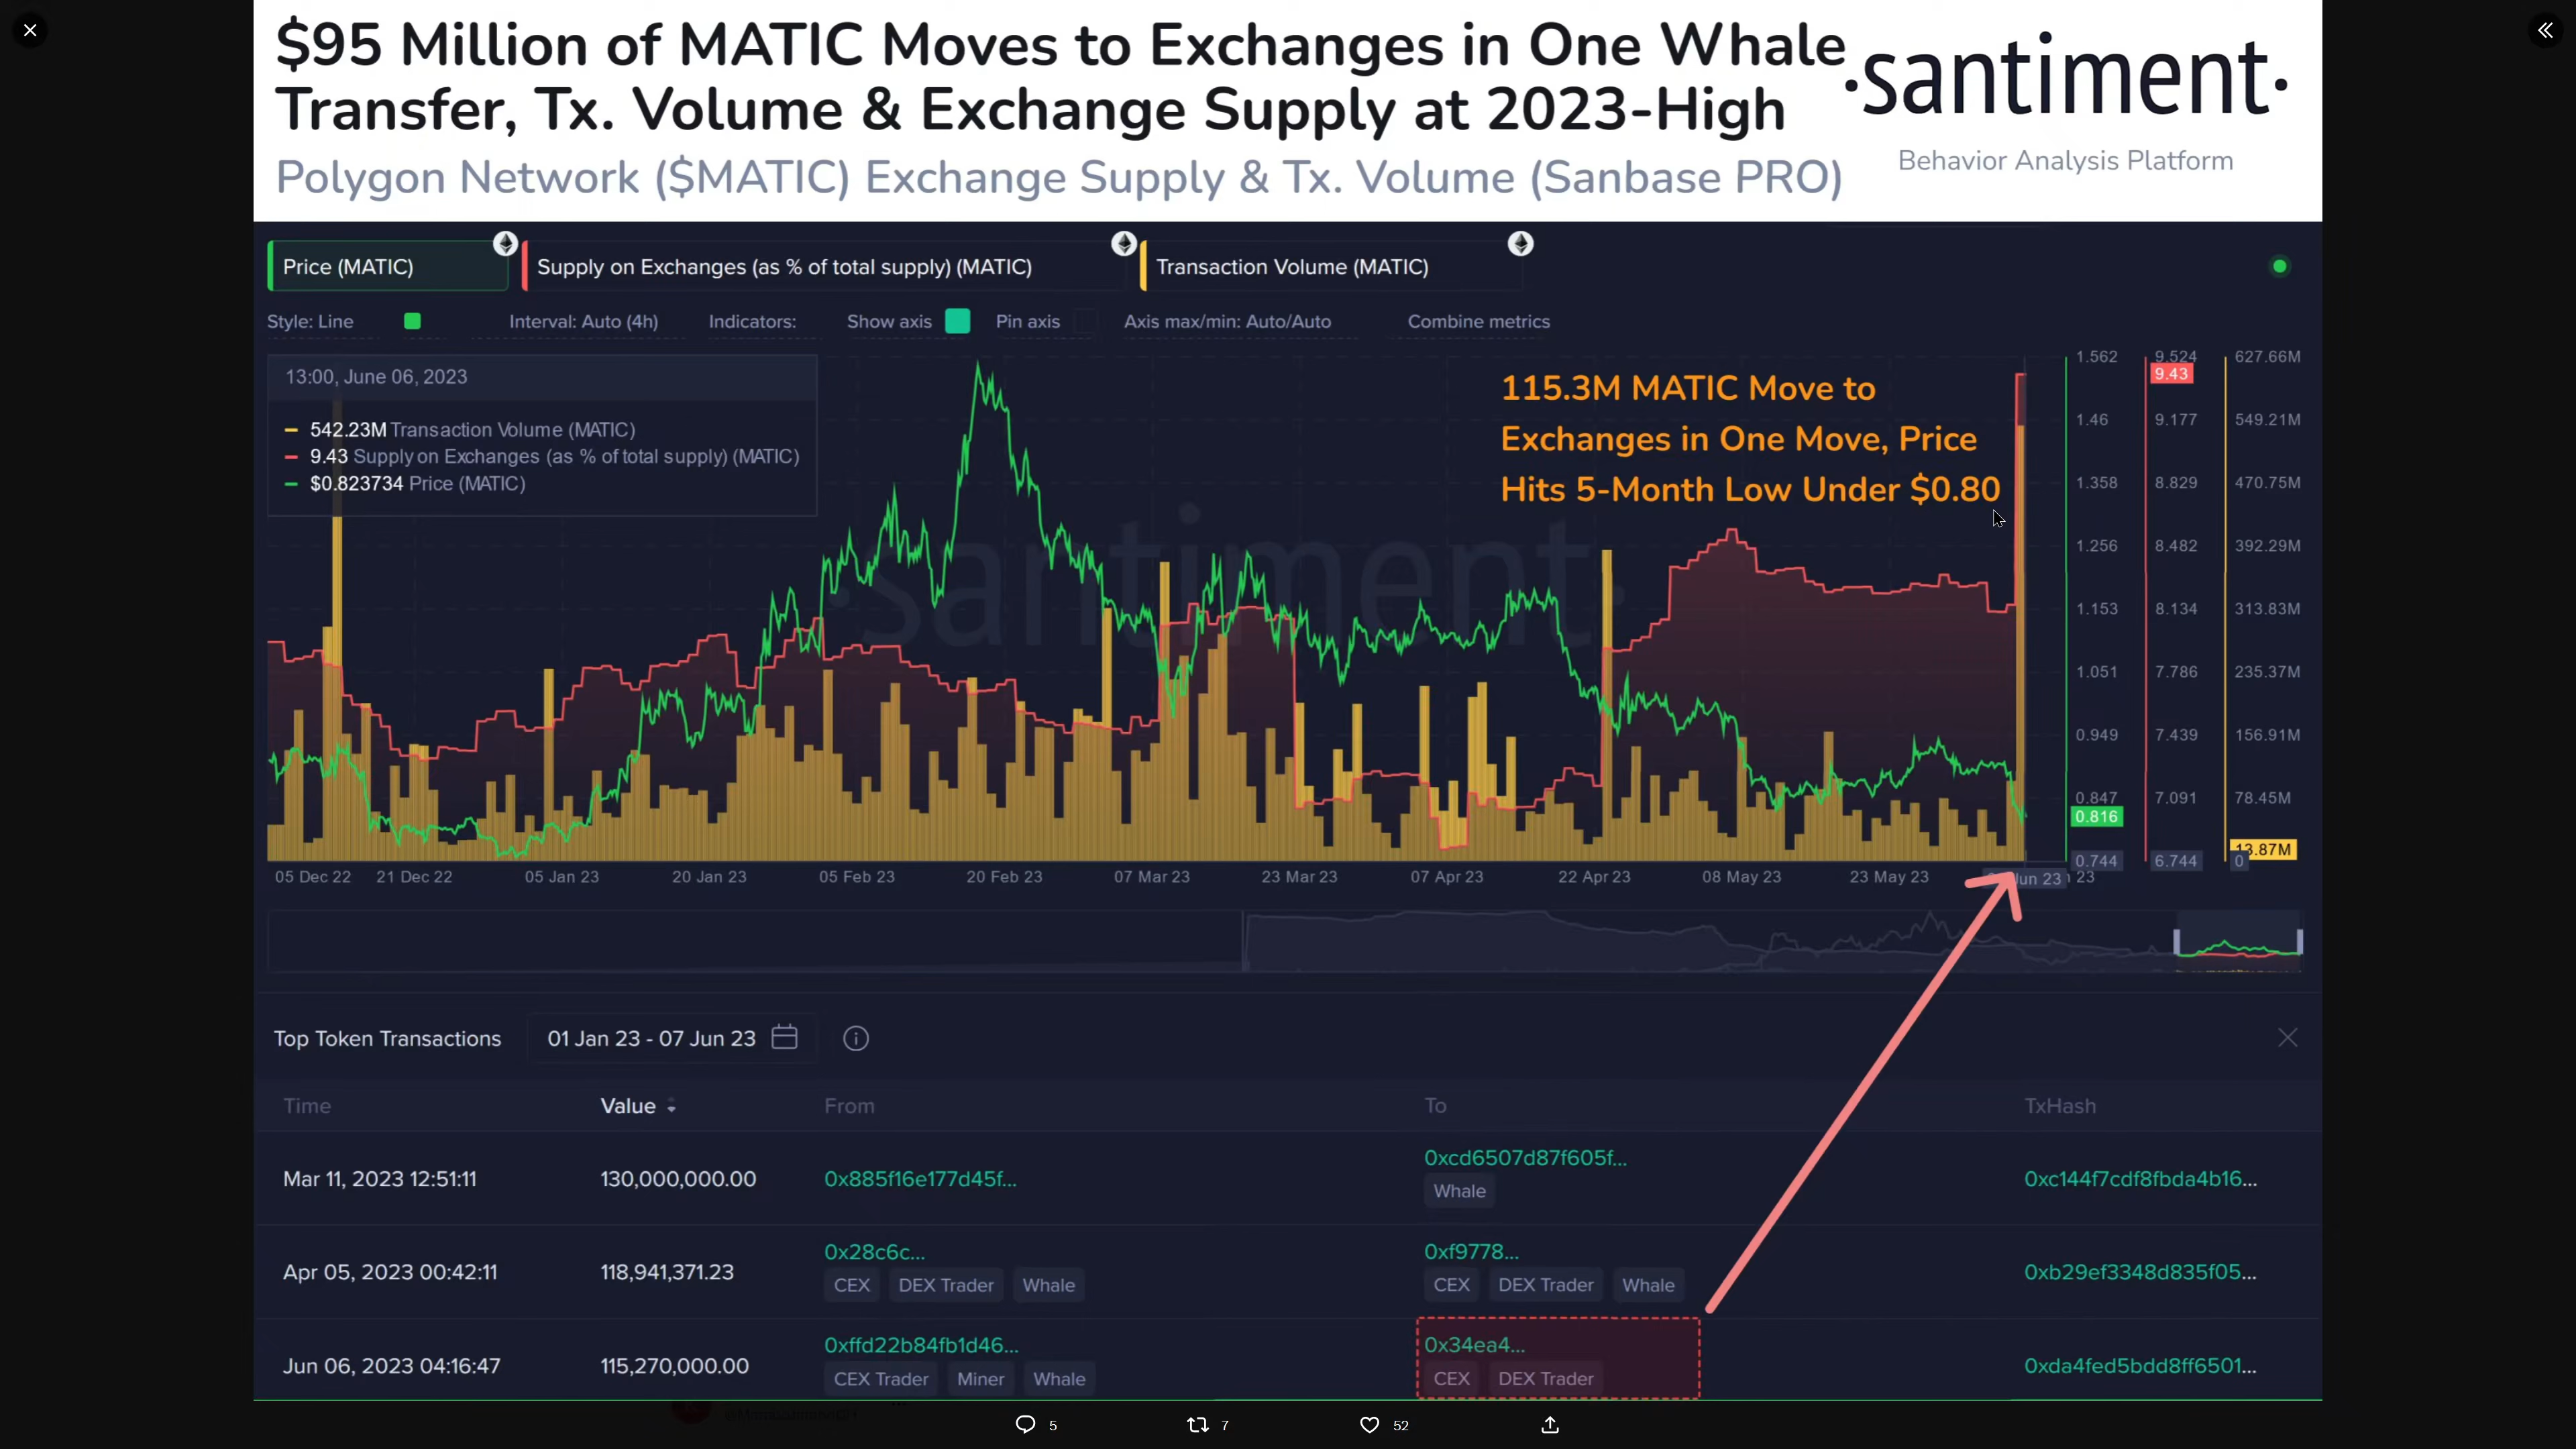 $95 Million of MATIC Moves to Exchanges in One Whale
Transfer, Tx. Volume & Exchange Supply at 2023-High
Polygon Network ($MATIC) Exchange Supply & Tx. Volume (Sanbase PRO)
·santiment·
Behavior Analysis Platform
Price (MATIC)
Supply on Exchanges (as % of total supply) (MATIC)
Transaction Volume (MATIC)
Style: Line
Interval: Auto (4h)
Indicators:
Show axis
Pin axis
Axis max/min: Auto/Auto
Combine metrics
13:00, June 06, 2023
542.23M Transaction Volume (MATIC)
9.43 Supply on Exchanges (as % of total supply) (MATIC)
$0.823734 Price (MATIC)
115.3M MATIC Move to
Exchanges in One Move, Price
Hits 5-Month Low Under $0.80
·santiment·
1.562 9.524 627.66M
9.43
1.46 9.177 549.21M
1.358 8.829 470.75M
1.256 8.482 392.29M
1.153 8.134 313.83M
1.051 7.786 235.37M
0.949 7.439 156.91M
0.847 7.091 78.45M
0.816
13.87M
0.744 6.744 0
05 Dec 22 21 Dec 22 05 Jan 23 20 Jan 23 05 Feb 23 20 Feb 23 07 Mar 23 23 Mar 23 07 Apr 23 22 Apr 23 08 May 23 23 May 23 23 23
Top Token Transactions
01 Jan 23 - 07 Jun 23
Time Value From To TxHash
Mar 11, 2023 12:51:11 130,000,000.00 0x885f16e177d45f... 0xcd6507d87f605f... 0xc144f7cdf8fbda4b16...
Whale
Apr 05, 2023 00:42:11 118,941,371.23 0x28c6c... 0xf9778... 0xb29ef3348d835f05...
CEX DEX Trader Whale CEX DEX Trader Whale
Jun 06, 2023 04:16:47 115,270,000.00 0xffd22b84fb1d46... 0x34ea4... 0xda4fed5bdd8ff6501...
CEX Trader Miner Whale CEX DEX Trader
5 7 52